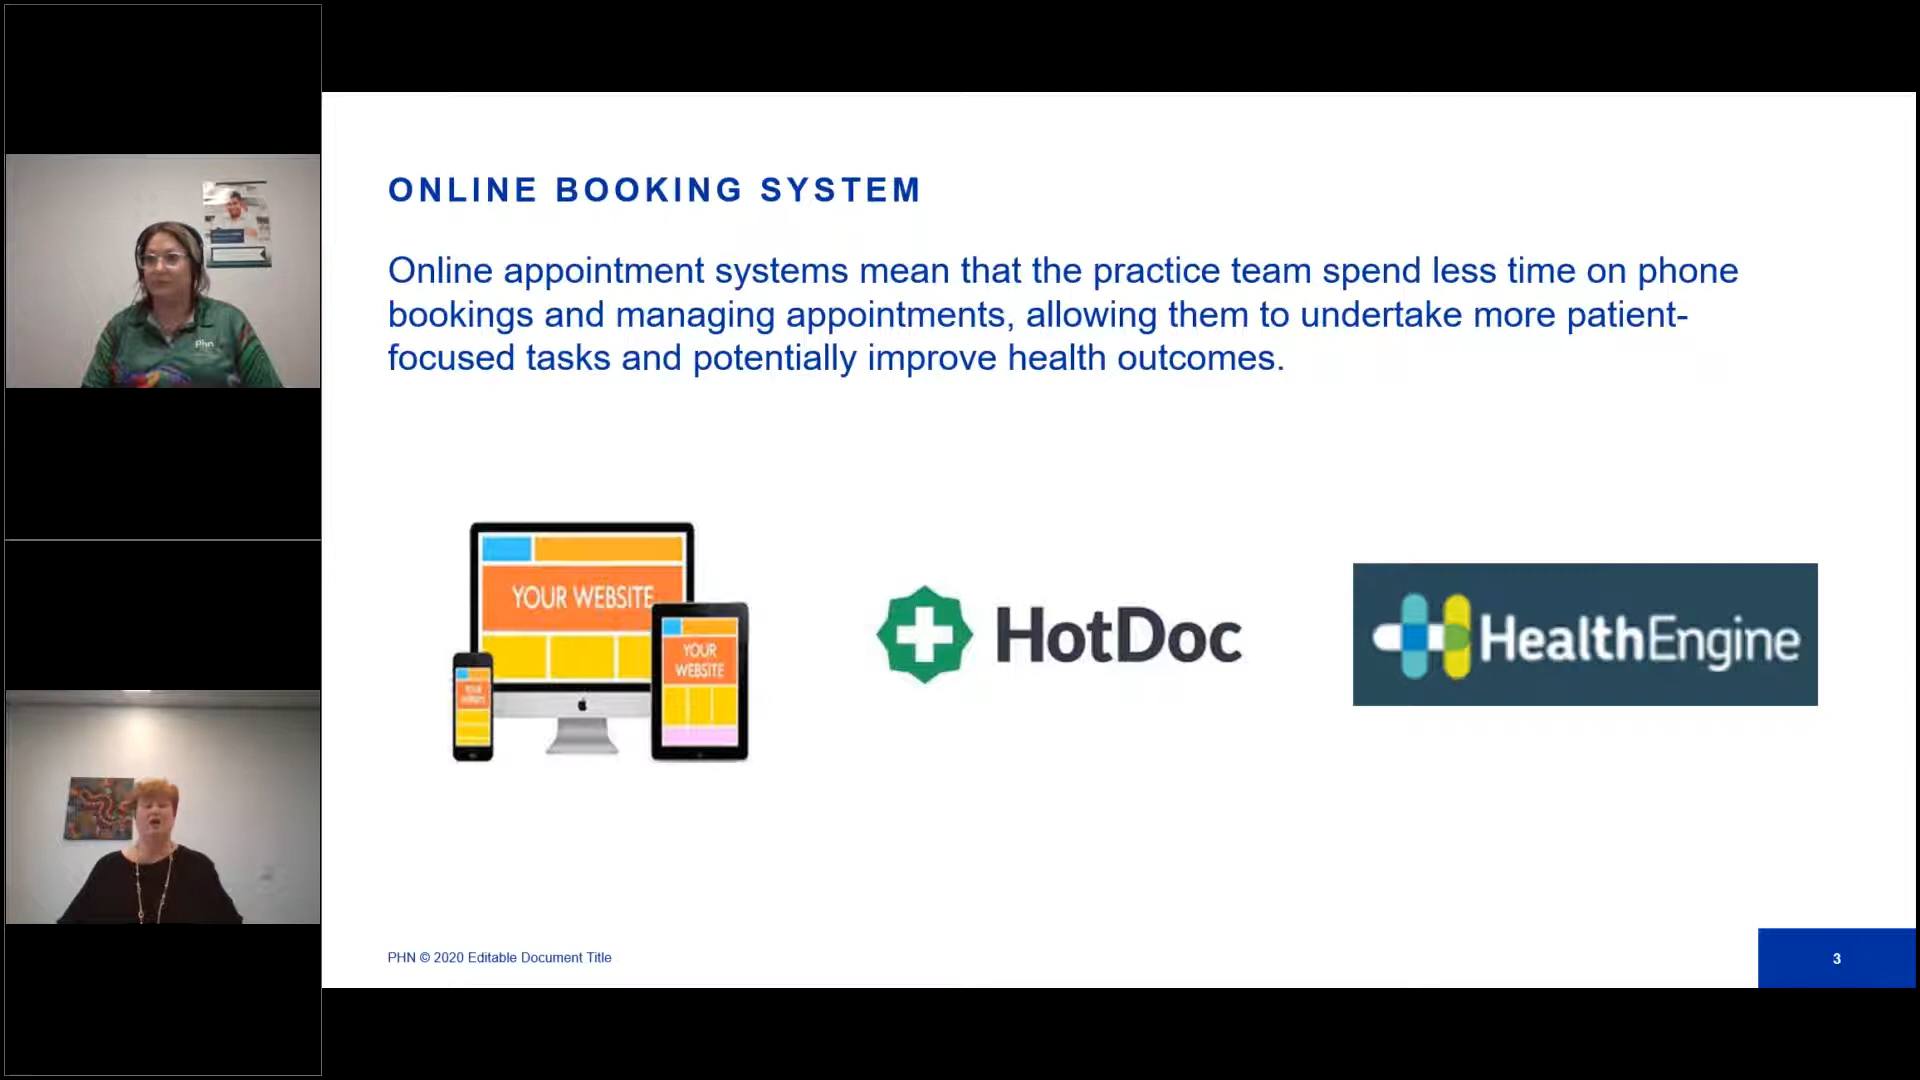 ONLINE BOOKING SYSTEM
Online appointment systems mean that the practice team spend less time on phone
bookings and managing appointments, allowing them to undertake more patient-
focused tasks and potentially improve health outcomes.
YOUR WEBSITE
YOUR
WEBSITE
YOUR
HotDoc
HealthEngine
Phn
PHN © 2020 Editable Document Title
3